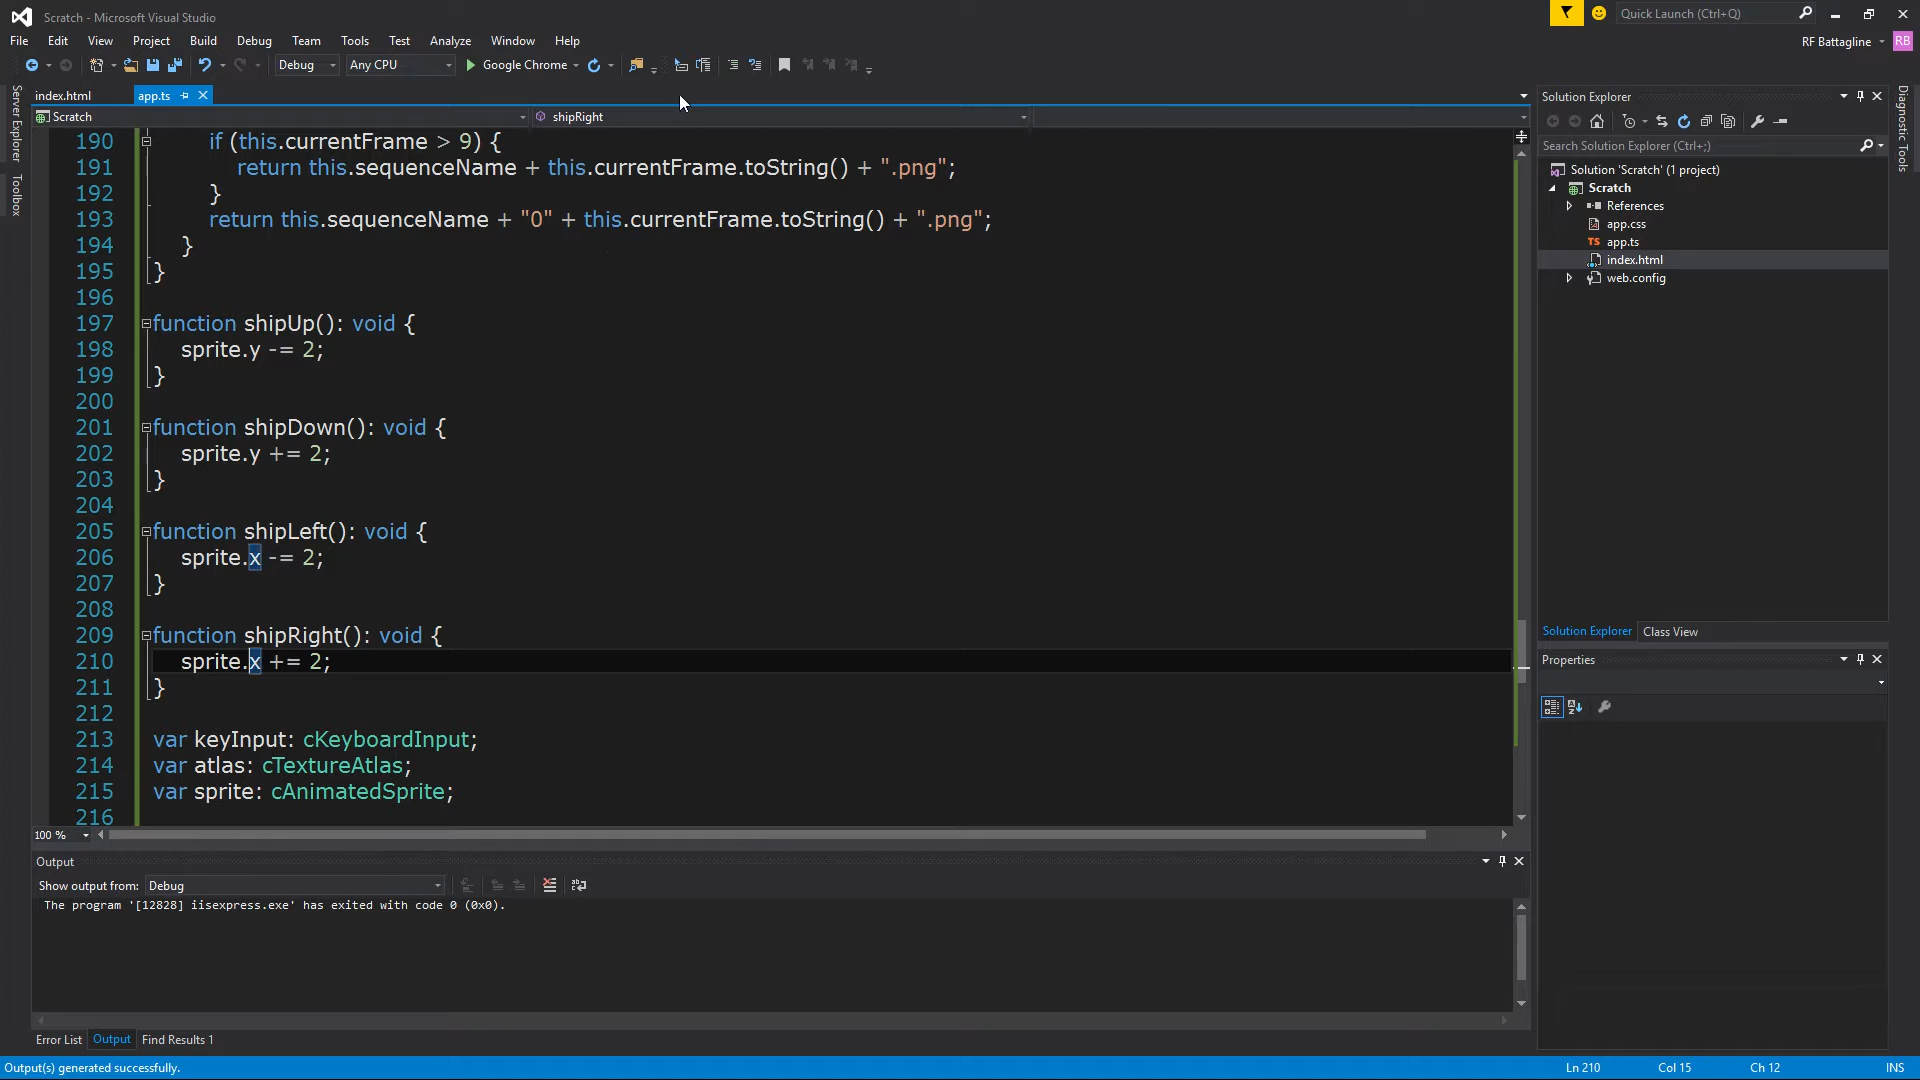 Scratch - Microsoft Visual Studio
Quick Launch (Ctrl+Q)
File Edit View Project Build Debug Team Tools Test Analyze Window Help
RF Battagline RB
Debug Any CPU Google Chrome
index.html app.ts
Scratch shipRight
190 if (this.currentFrame > 9) {
191 return this.sequenceName + this.currentFrame.toString() + ".png";
192 }
193 return this.sequenceName + "0" + this.currentFrame.toString() + ".png";
194 }
195 }
196
197 function shipUp(): void {
198 sprite.y -= 2;
199 }
200
201 function shipDown(): void {
202 sprite.y += 2;
203 }
204
205 function shipLeft(): void {
206 sprite.x -= 2;
207 }
208
209 function shipRight(): void {
210 sprite.x += 2;
211 }
212
213 var keyInput: cKeyboardInput;
214 var atlas: cTextureAtlas;
215 var sprite: cAnimatedSprite;
216
100 %
Server Explorer
Toolbox
Solution Explorer
Search Solution Explorer (Ctrl+;)
Solution 'Scratch' (1 project)
Scratch
References
app.css
TS app.ts
index.html
web.config
Solution Explorer Class View
Properties
Diagnostic Tools
Output
Show output from: Debug
The program '[12828] iisexpress.exe' has exited with code 0 (0x0).
Error List Output Find Results 1
Output(s) generated successfully.
Ln 210 Col 15 Ch 12 INS